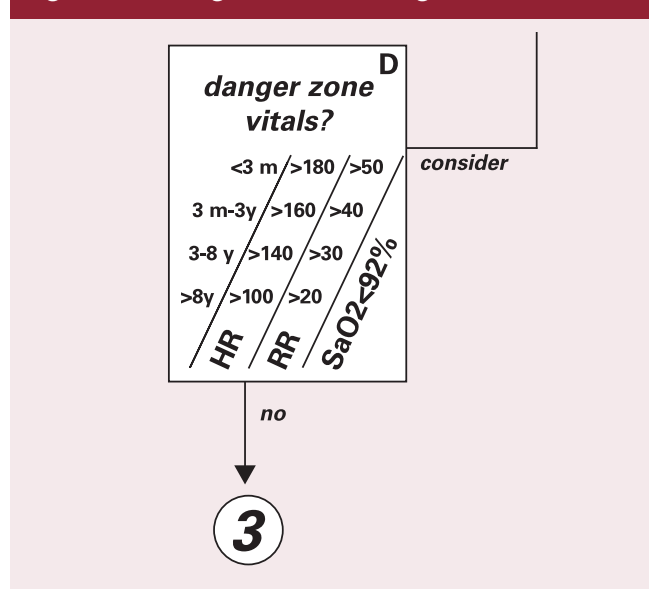 D
danger zone
vitals?
<3 m >180 >50
3 m-3y >160 >40
3-8 y >140 >30
>8y >100 >20
HR RR SaO2<92%
consider
no
3